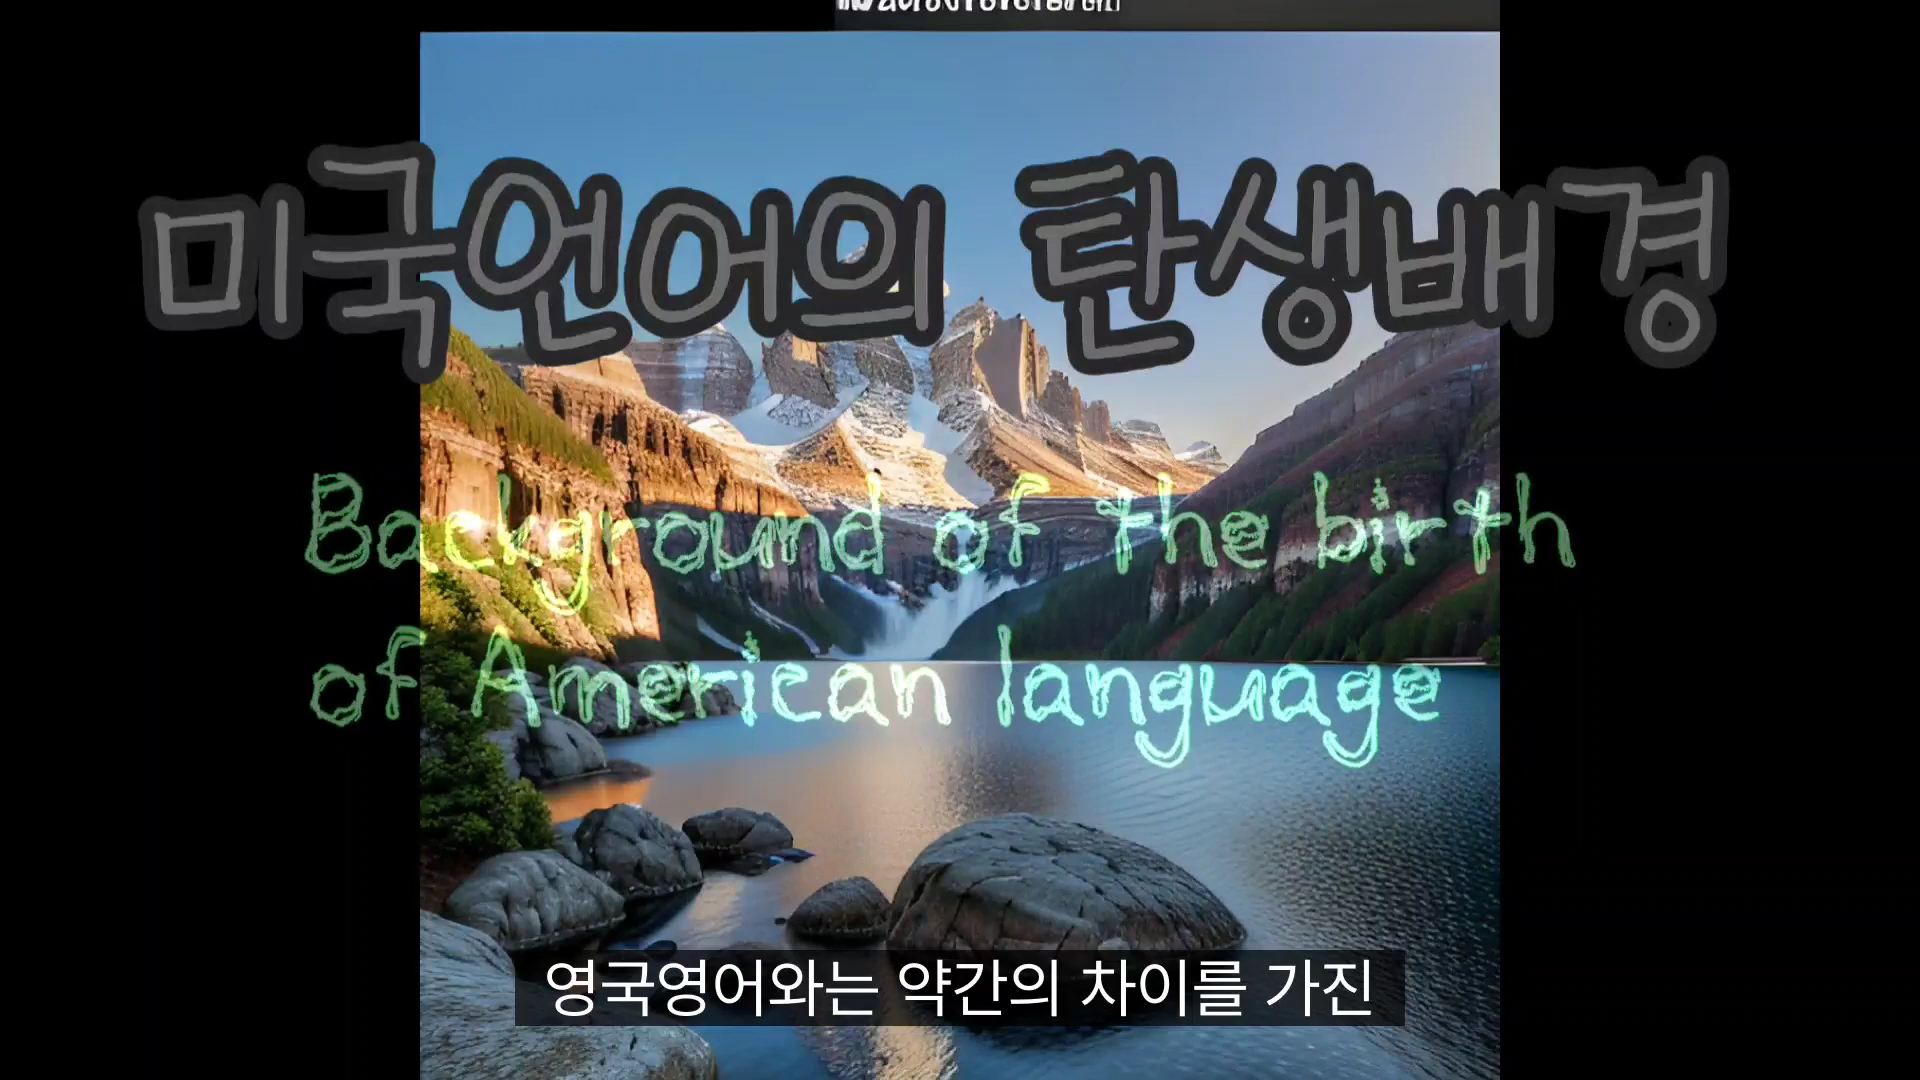 미국언어의 탄생배경
Background of the birth
of American language
영국영어와는 약간의 차이를 가진